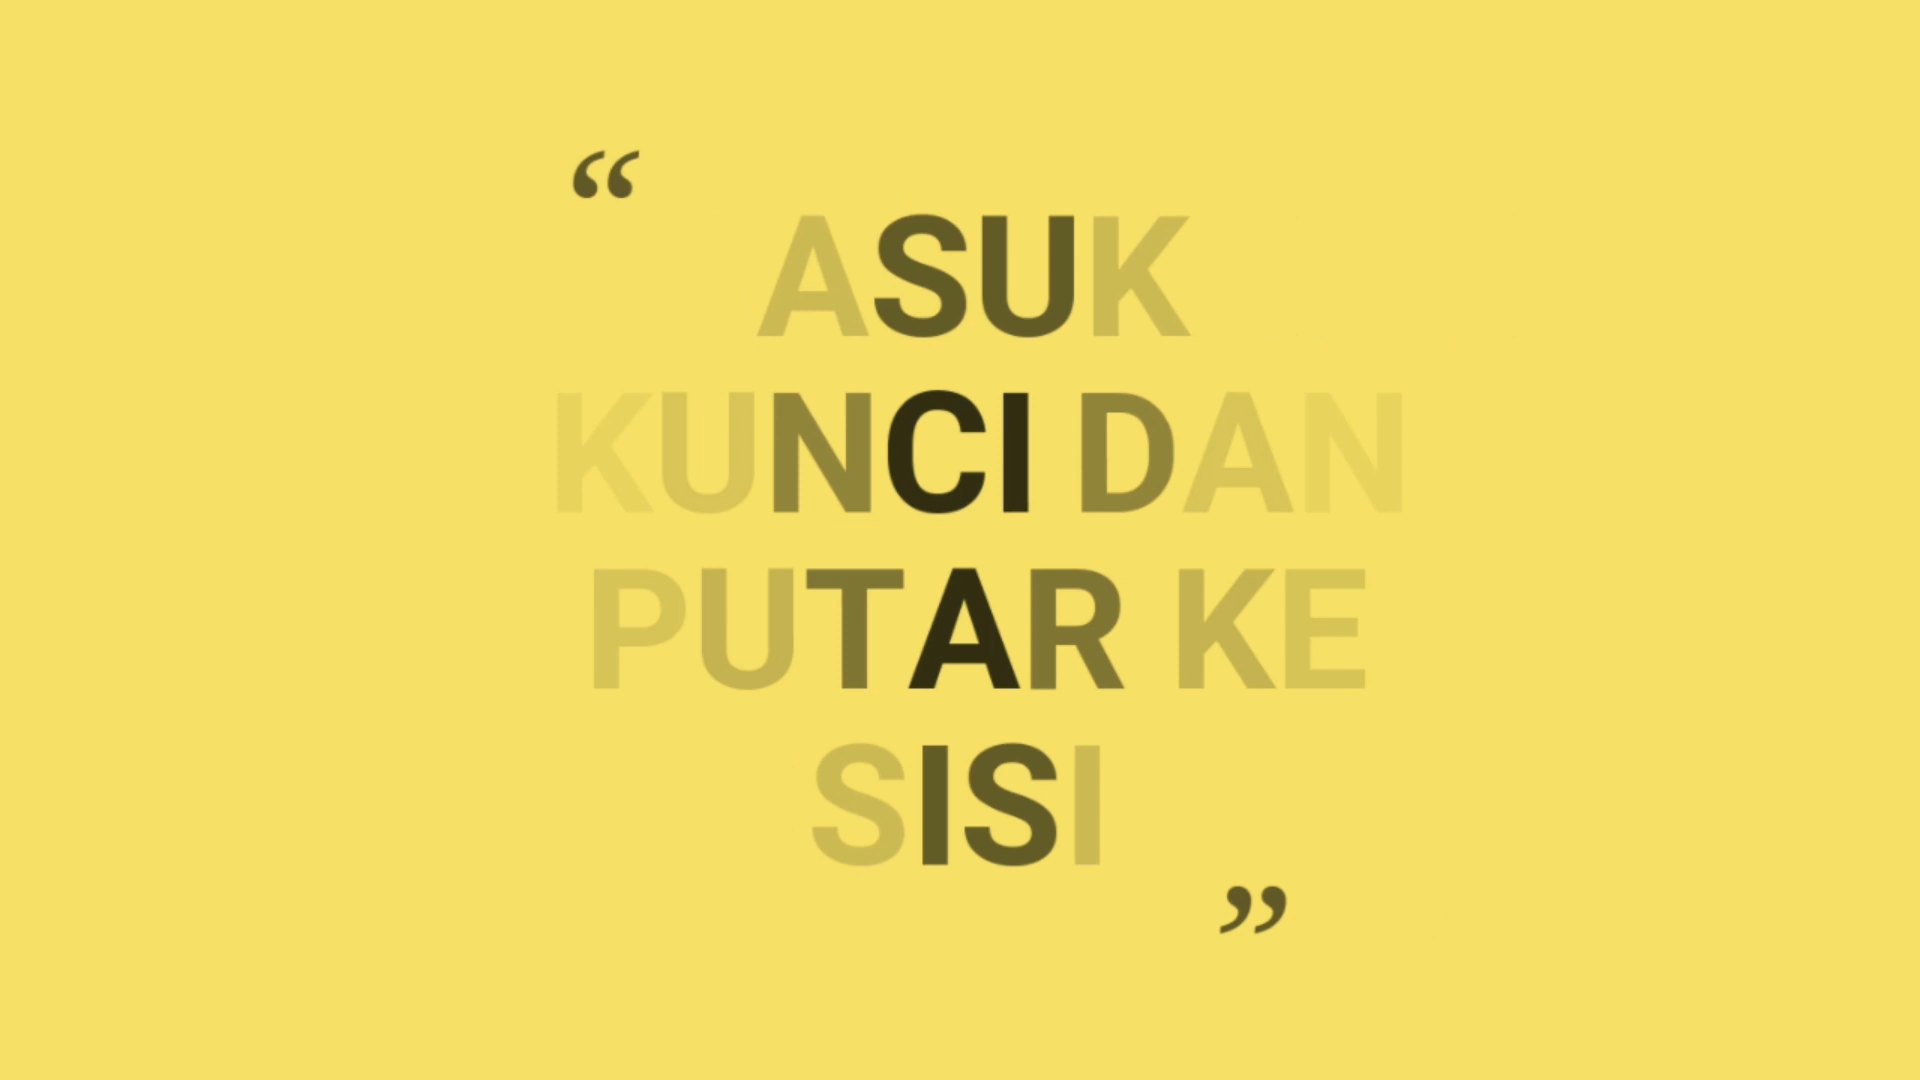 “
ASUK
KUNCI DAN
PUTAR KE
SISI
”